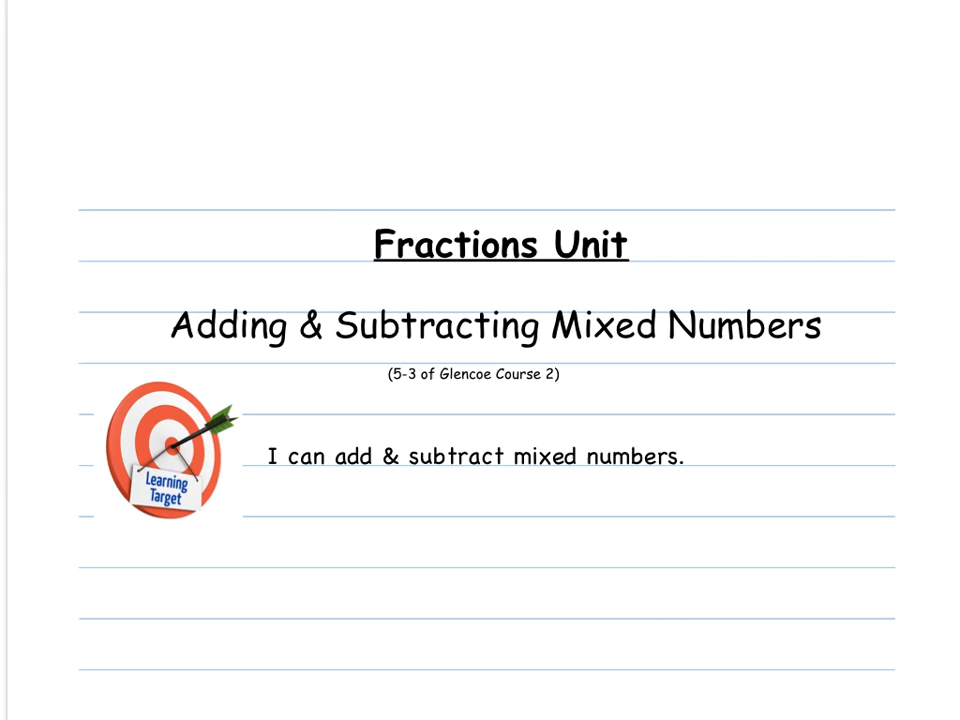 Fractions Unit
Adding & Subtracting Mixed Numbers
(5-3 of Glencoe Course 2)
I can add & subtract mixed numbers.
Learning
Target